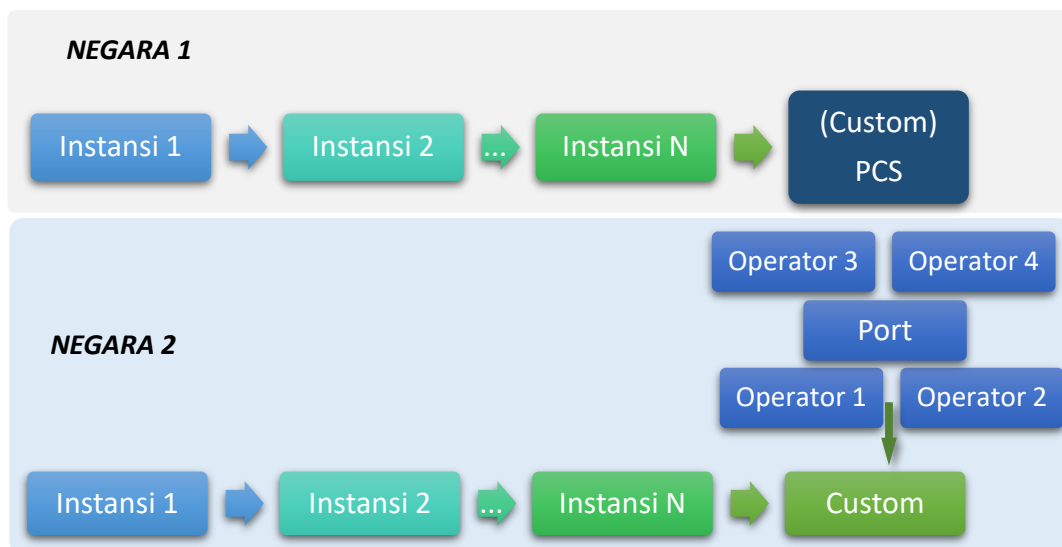 NEGARA 1
Instansi 1
Instansi 2
...
Instansi N
(Custom)
PCS
Operator 3
Operator 4
Port
NEGARA 2
Operator 1
Operator 2
Instansi 1
Instansi 2
...
Instansi N
Custom